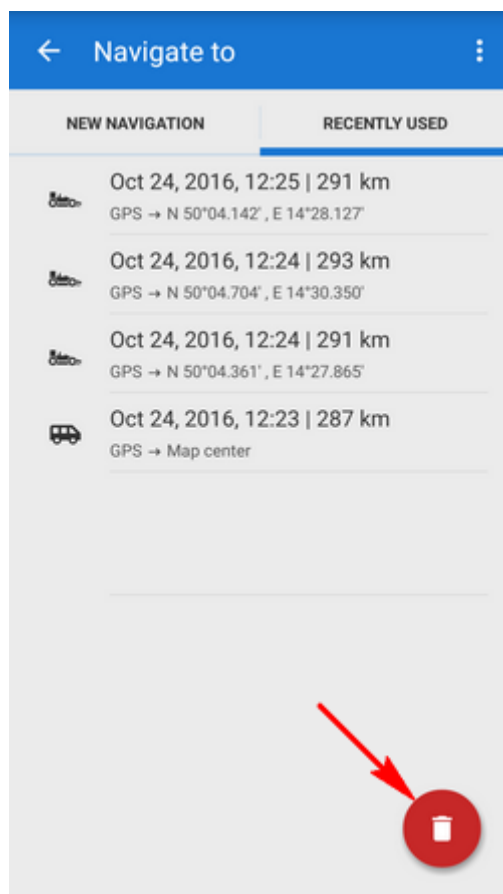 Navigate to
NEW NAVIGATION
RECENTLY USED
Oct 24, 2016, 12:25 | 291 km
GPS → N 50°04.142' , E 14°28.127'
Oct 24, 2016, 12:24 | 293 km
GPS → N 50°04.704' , E 14°30.350'
Oct 24, 2016, 12:24 | 291 km
GPS → N 50°04.361' , E 14°27.865'
Oct 24, 2016, 12:23 | 287 km
GPS → Map center